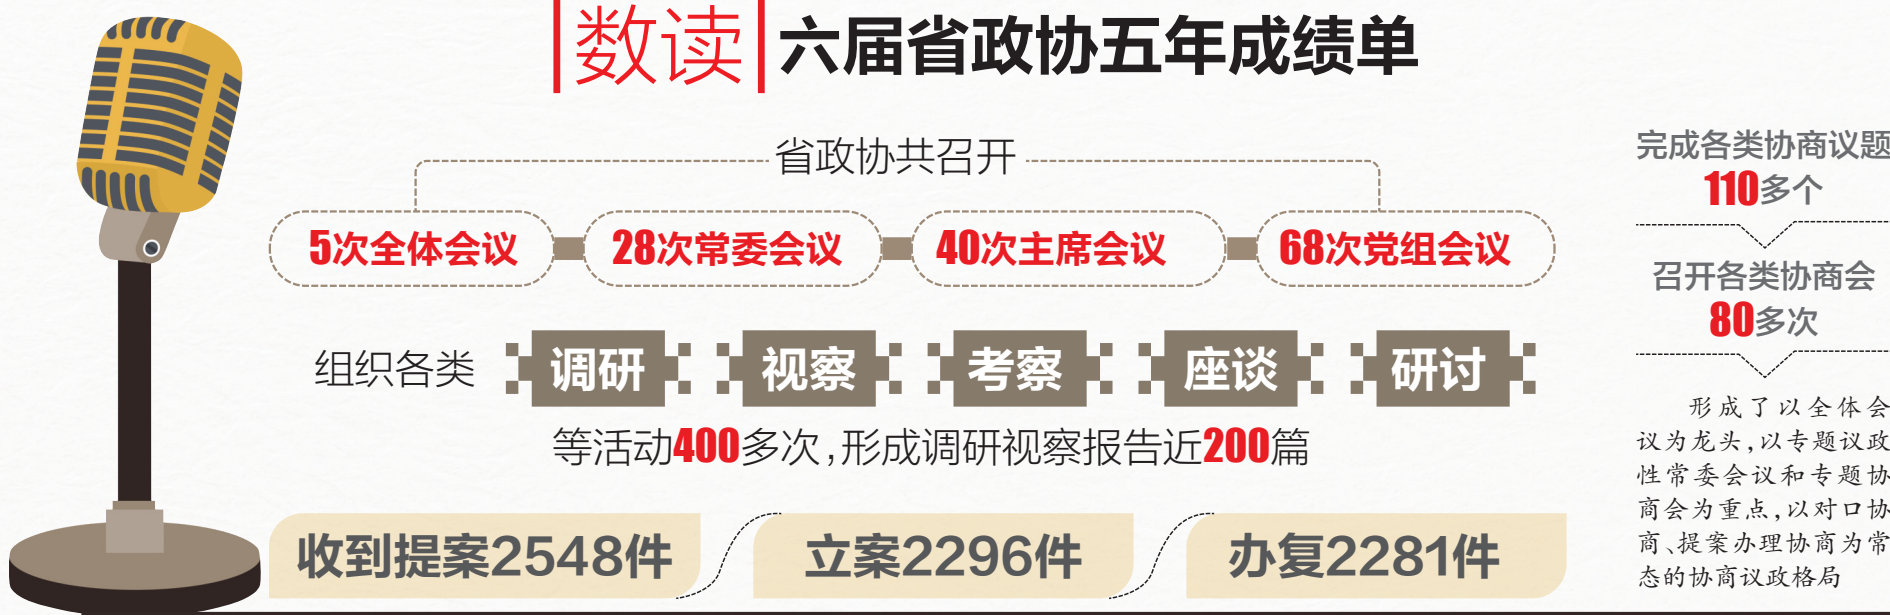 数读 六届省政协五年成绩单
省政协共召开
5次全体会议 28次常委会议 40次主席会议 68次党组会议
组织各类 调研 视察 考察 座谈 研讨
等活动400多次,形成调研视察报告近200篇
收到提案2548件 立案2296件 办复2281件
完成各类协商议题
110多个
召开各类协商会
80多次
形成了以全体会
议为龙头,以专题议政
性常委会议和专题协
商会为重点,以对口协
商、提案办理协商为常
态的协商议政格局